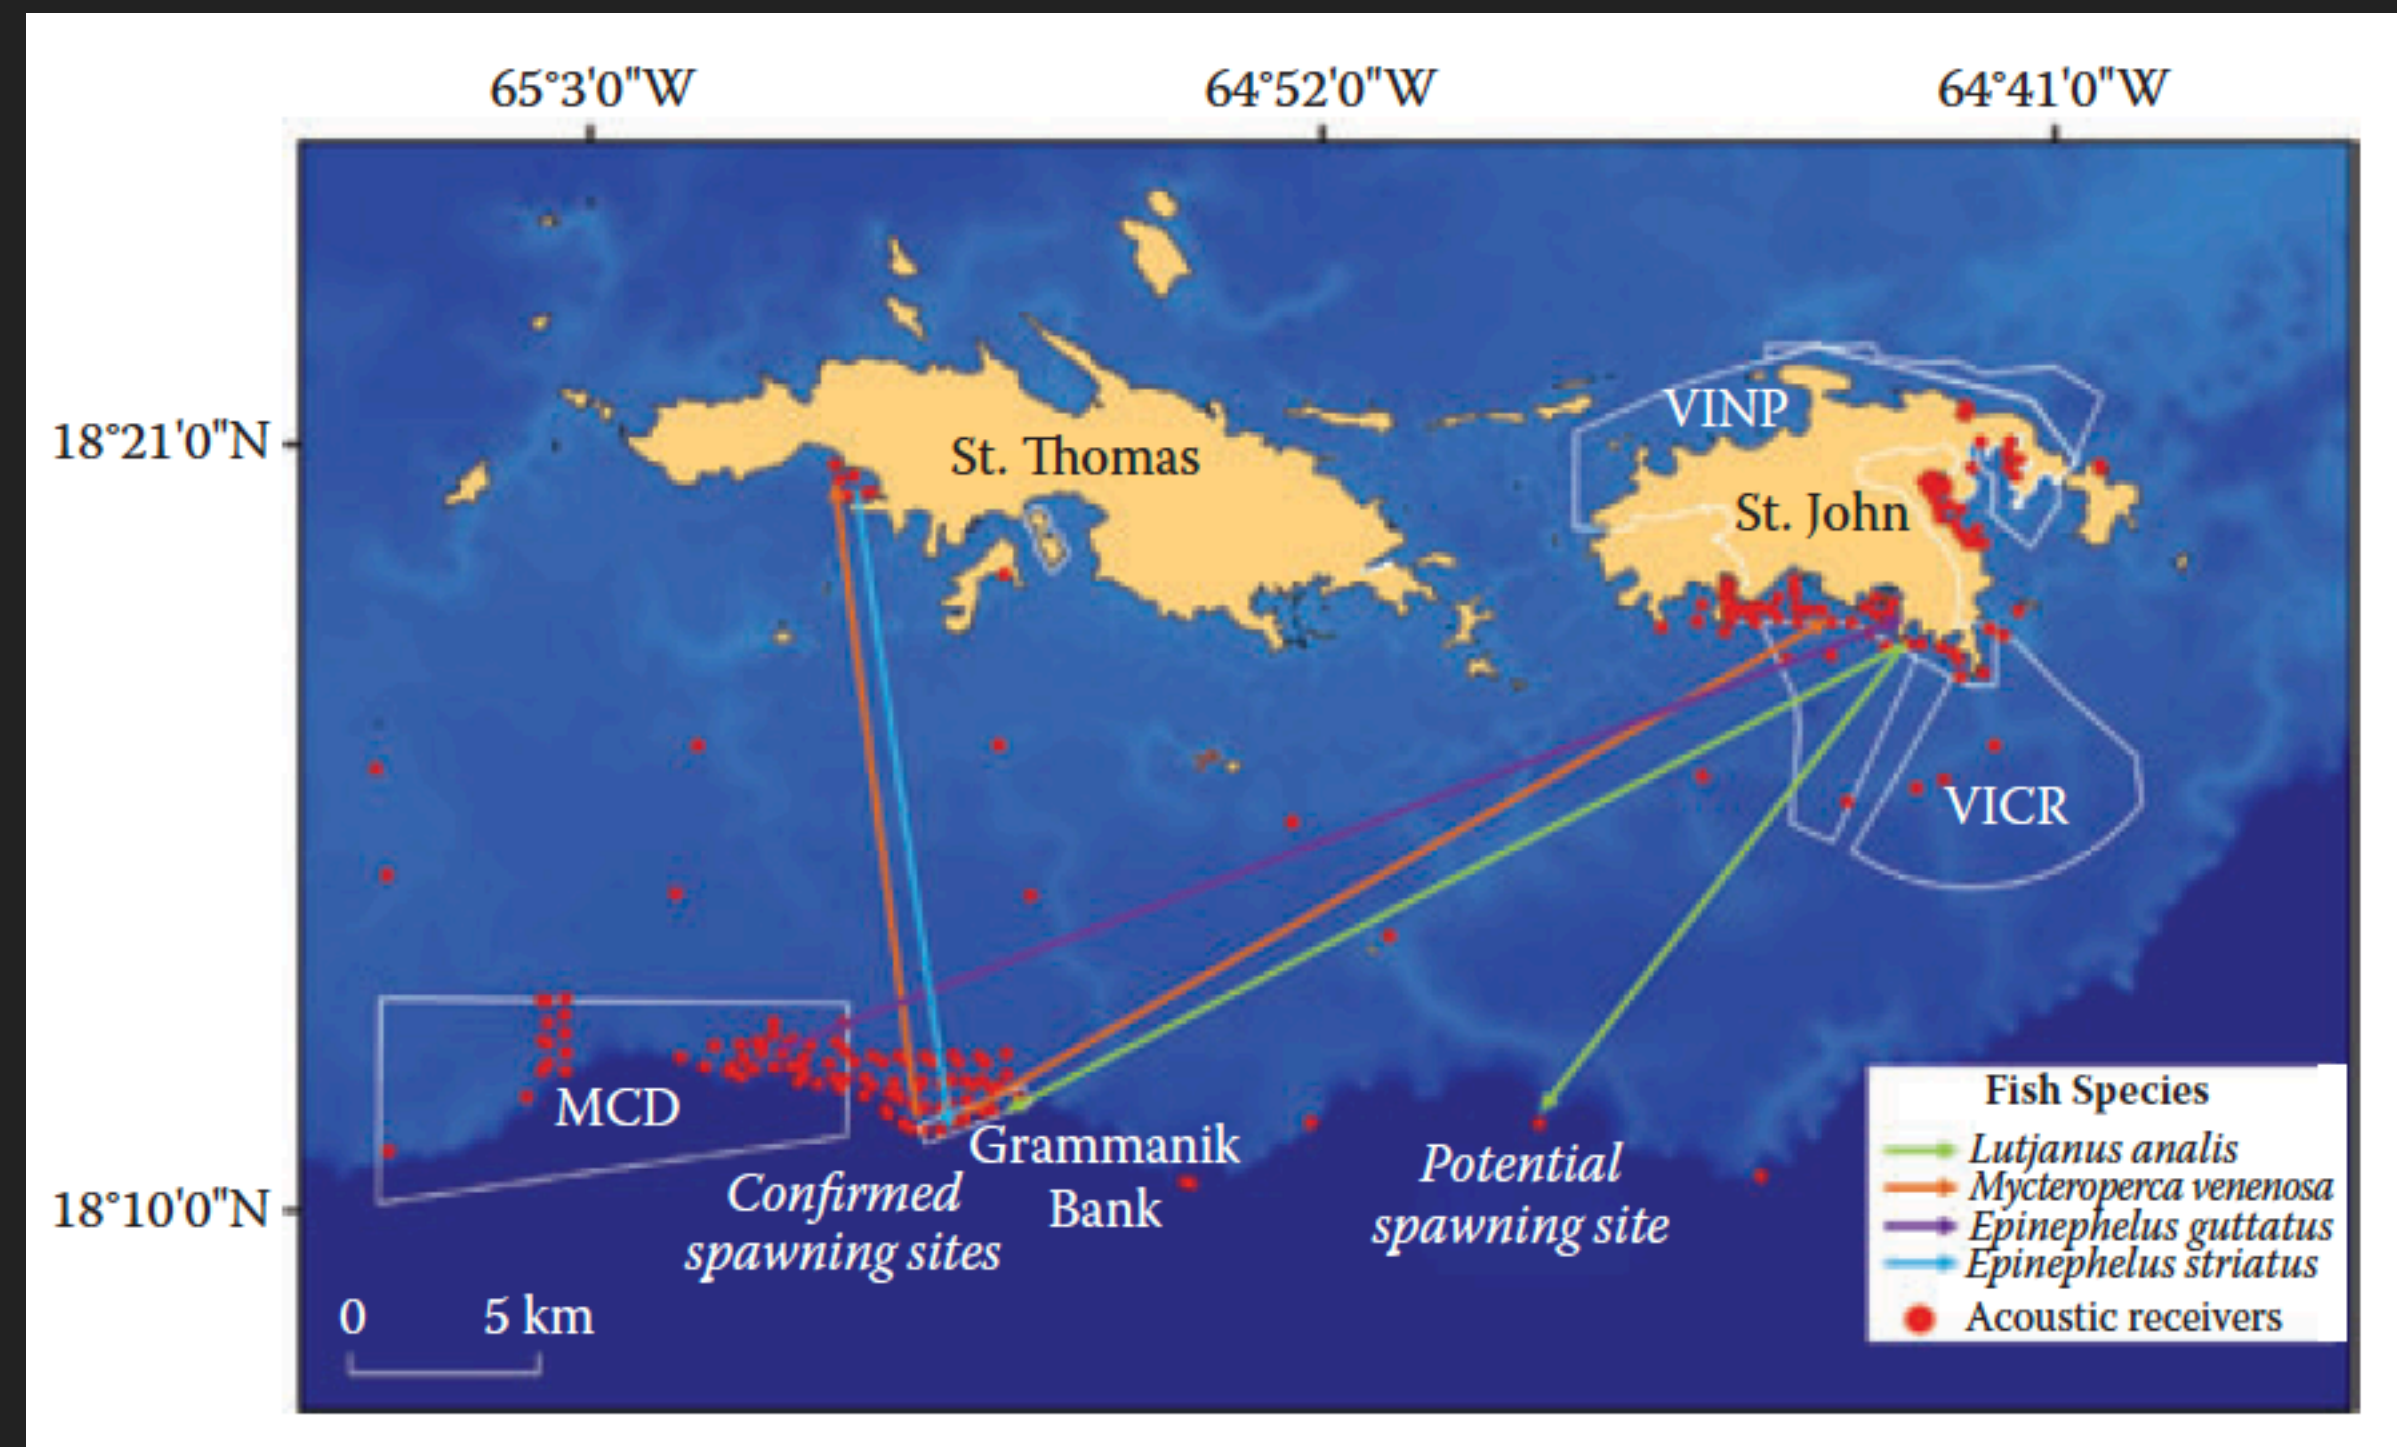 65°3'0"W
64°52'0"W
64°41'0"W
18°21'0"N
VINP
St. Thomas
St. John
VICR
MCD
Grammanik
Bank
Confirmed
spawning sites
Potential
spawning site
18°10'0"N
0 5 km
Fish Species
Lutjanus analis
Mycteroperca venenosa
Epinephelus guttatus
Epinephelus striatus
Acoustic receivers